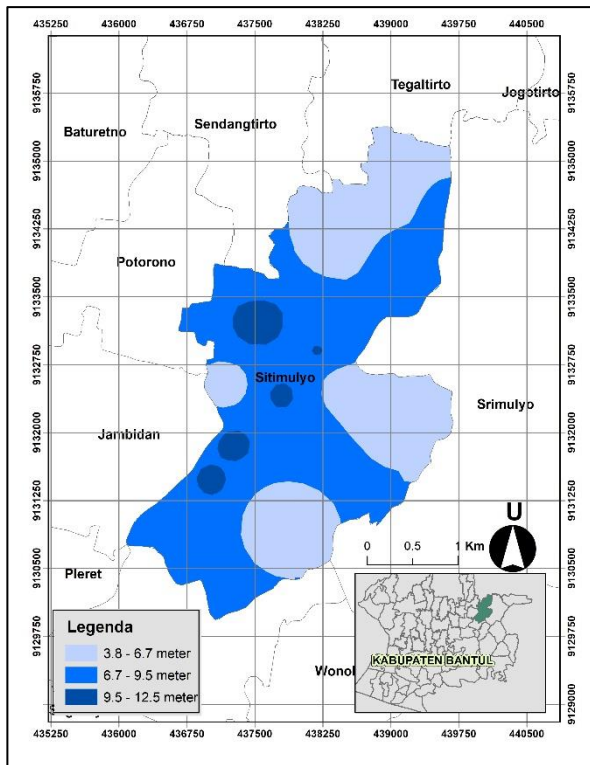 435250 436000 436750 437500 438250 439000 439750 440500
9135750 9135750
Tegaltirto
Jogotirto
Sendangtirto
Baturetno
9135000 9135000
9134250 9134250
Potorono
9133500 9133500
9132750 9132750
Sitimulyo
Srimulyo
9132000 9132000
Jambidan
9131250 9131250
U
0 0.5 1 Km
9130500 9130500
Pleret
Legenda
3.8 - 6.7 meter
6.7 - 9.5 meter
9.5 - 12.5 meter
KABUPATEN BANTUL
9129750 9129750
9129000 9129000
435250 436000 436750 437500 438250 439000 439750 440500